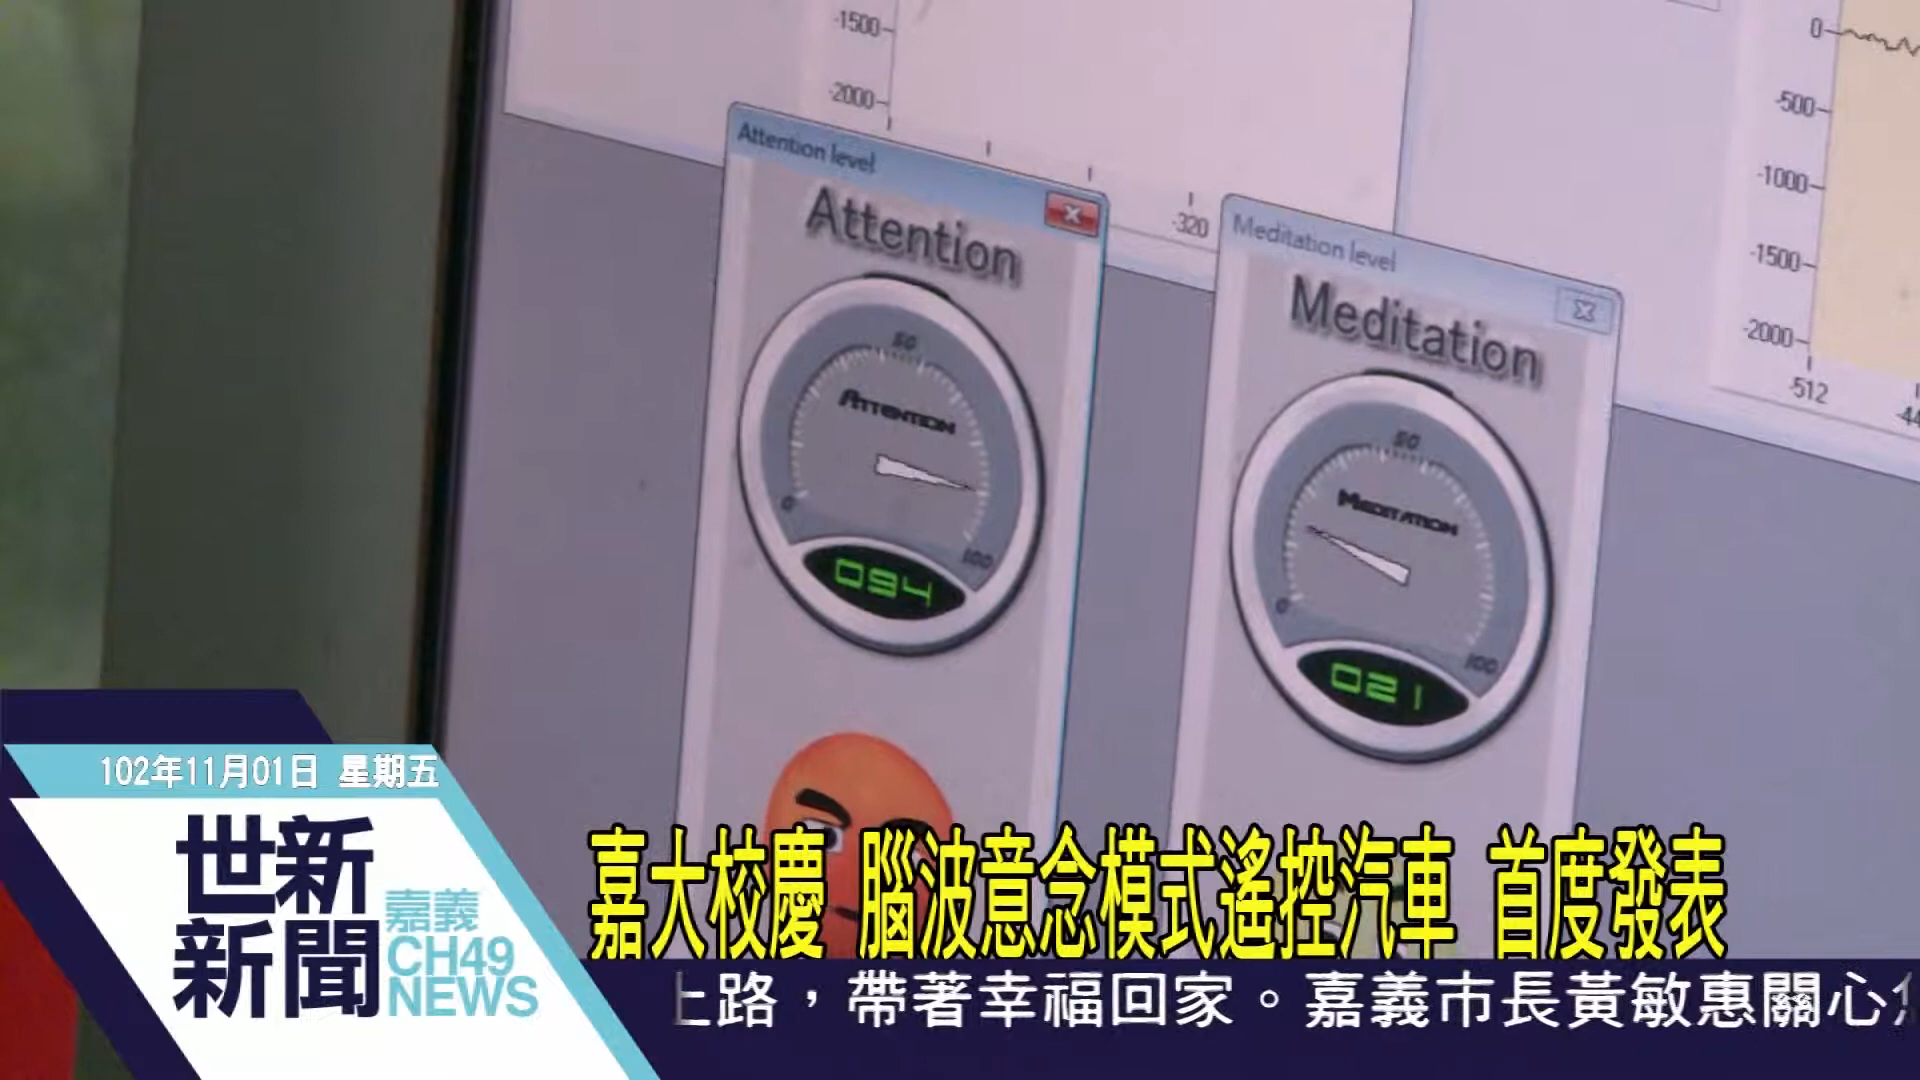 -1500
-2000
-320
0
-500
-1000
-1500
-2000
-512
Attention level
Attention
50
ATTENTION
0
100
094
Meditation level
Meditation
50
MEDITATION
0
100
021
102年11月01日 星期五
世新
新聞
嘉義
CH49
NEWS
嘉大校慶 腦波意念模式遙控汽車 首度發表
上路，帶著幸福回家。嘉義市長黃敏惠關心